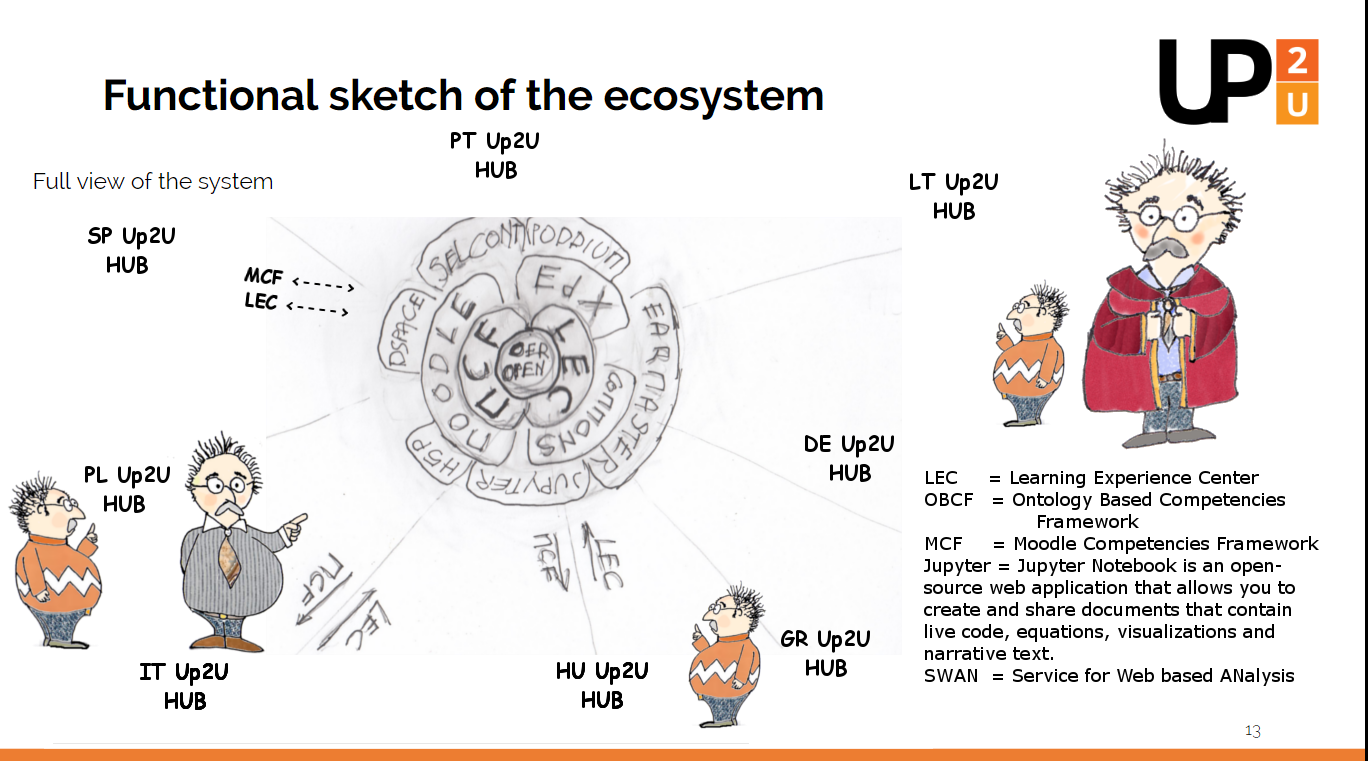 Functional sketch of the ecosystem
UP
2
U
PT Up2U
HUB
Full view of the system
LT Up2U
HUB
SP Up2U
HUB
MCF <----->
LEC <----->
SELCONT
PODDIUM
DSPACE
MOODLE
EdX
MCF
LEC
OER
OPEN
EARMASTER
COMMONS
H5P
JUPYTER
DE Up2U
HUB
PL Up2U
HUB
MCF
LEC
MCF
LEC
GR Up2U
HUB
IT Up2U
HUB
HU Up2U
HUB
LEC = Learning Experience Center
OBCF = Ontology Based Competencies
Framework
MCF = Moodle Competencies Framework
Jupyter = Jupyter Notebook is an open-
source web application that allows you to
create and share documents that contain
live code, equations, visualizations and
narrative text.
SWAN = Service for Web based ANalysis
13